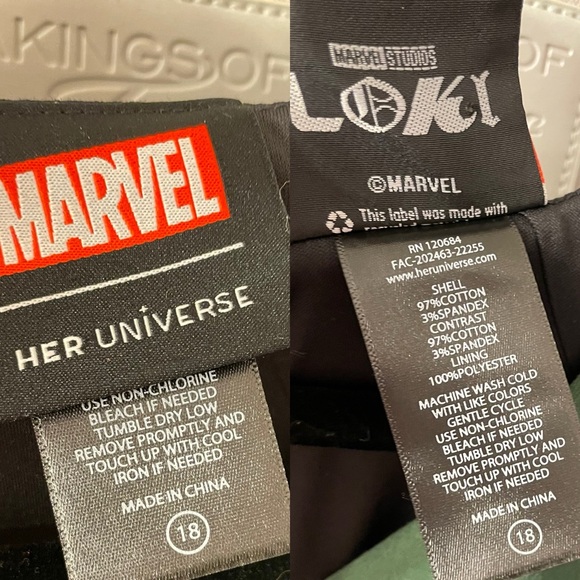 AKINGS OF
MARVEL
HER UNIVERSE
USE NON-CHLORINE
BLEACH IF NEEDED
TUMBLE DRY LOW
REMOVE PROMPTLY AND
TOUCH UP WITH COOL
IRON IF NEEDED
MADE IN CHINA
18
OF
MARVEL STUDIOS
LOKI
©MARVEL
This label was made with
RN 120684
FAC-202463-22255
www.heruniverse.com
SHELL
97%COTTON
3%SPANDEX
CONTRAST
97%COTTON
3%SPANDEX
LINING
100%POLYESTER
MACHINE WASH COLD
WITH LIKE COLORS
GENTLE CYCLE
USE NON-CHLORINE
BLEACH IF NEEDED
TUMBLE DRY LOW
REMOVE PROMPTLY AND
TOUCH UP WITH COOL
IRON IF NEEDED
MADE IN CHINA
18